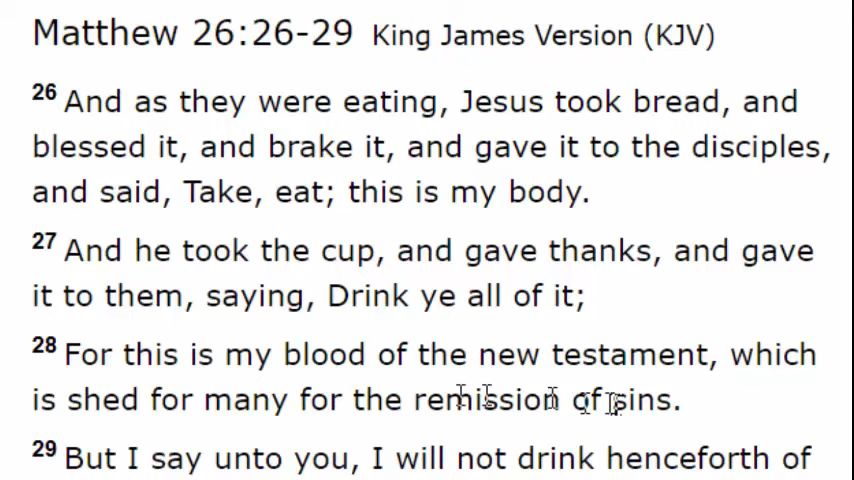 Matthew 26:26-29 King James Version (KJV)
26 And as they were eating, Jesus took bread, and
blessed it, and brake it, and gave it to the disciples,
and said, Take, eat; this is my body.
27 And he took the cup, and gave thanks, and gave
it to them, saying, Drink ye all of it;
28 For this is my blood of the new testament, which
is shed for many for the remission of sins.
29 But I say unto you, I will not drink henceforth of